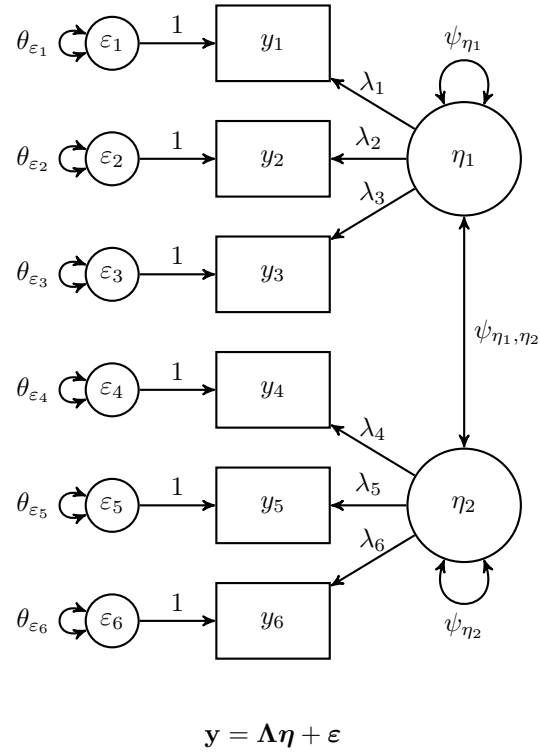 θ_ε₁ ε₁ 1 y₁ ψ_η₁
λ₁
θ_ε₂ ε₂ 1 y₂ λ₂ η₁
λ₃
θ_ε₃ ε₃ 1 y₃
ψ_η₁,η₂
θ_ε₄ ε₄ 1 y₄
λ₄
θ_ε₅ ε₅ 1 y₅ λ₅ η₂
λ₆
θ_ε₆ ε₆ 1 y₆ ψ_η₂
y = Λη + ε